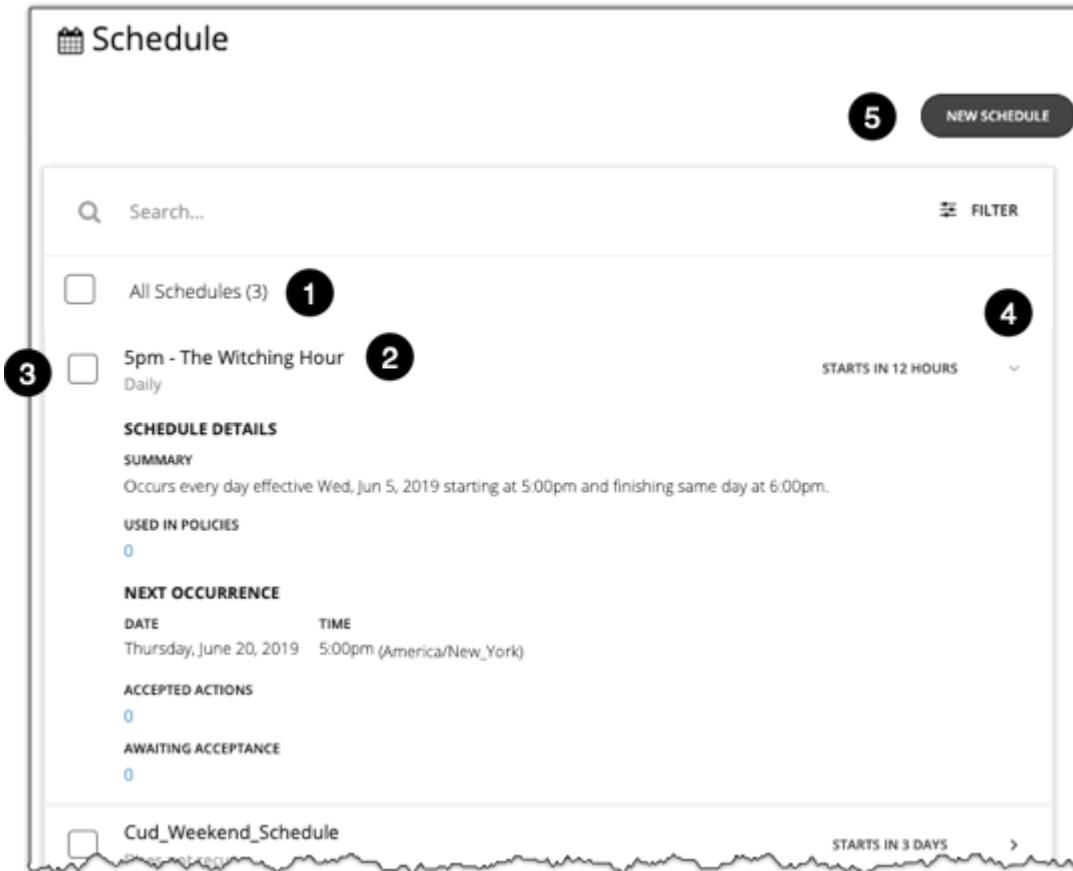 Schedule
5 NEW SCHEDULE
Search... FILTER
All Schedules (3) 1
4
3 5pm - The Witching Hour 2
Daily
STARTS IN 12 HOURS
SCHEDULE DETAILS
SUMMARY
Occurs every day effective Wed, Jun 5, 2019 starting at 5:00pm and finishing same day at 6:00pm.
USED IN POLICIES
0
NEXT OCCURRENCE
DATE TIME
Thursday, June 20, 2019 5:00pm (America/New_York)
ACCEPTED ACTIONS
0
AWAITING ACCEPTANCE
0
Cud_Weekend_Schedule
STARTS IN 3 DAYS
Does not recur